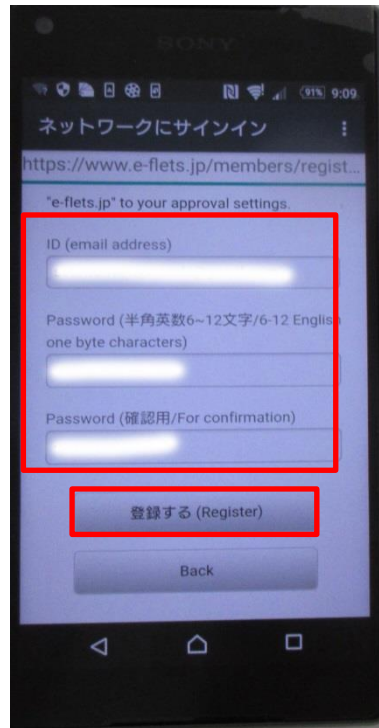 SONY
91% 9:09
ネットワークにサインイン
https://www.e-flets.jp/members/regist...
"e-flets.jp" to your approval settings.
ID (email address)
Password (半角英数6~12文字/6-12 English
one byte characters)
Password (確認用/For confirmation)
登録する (Register)
Back